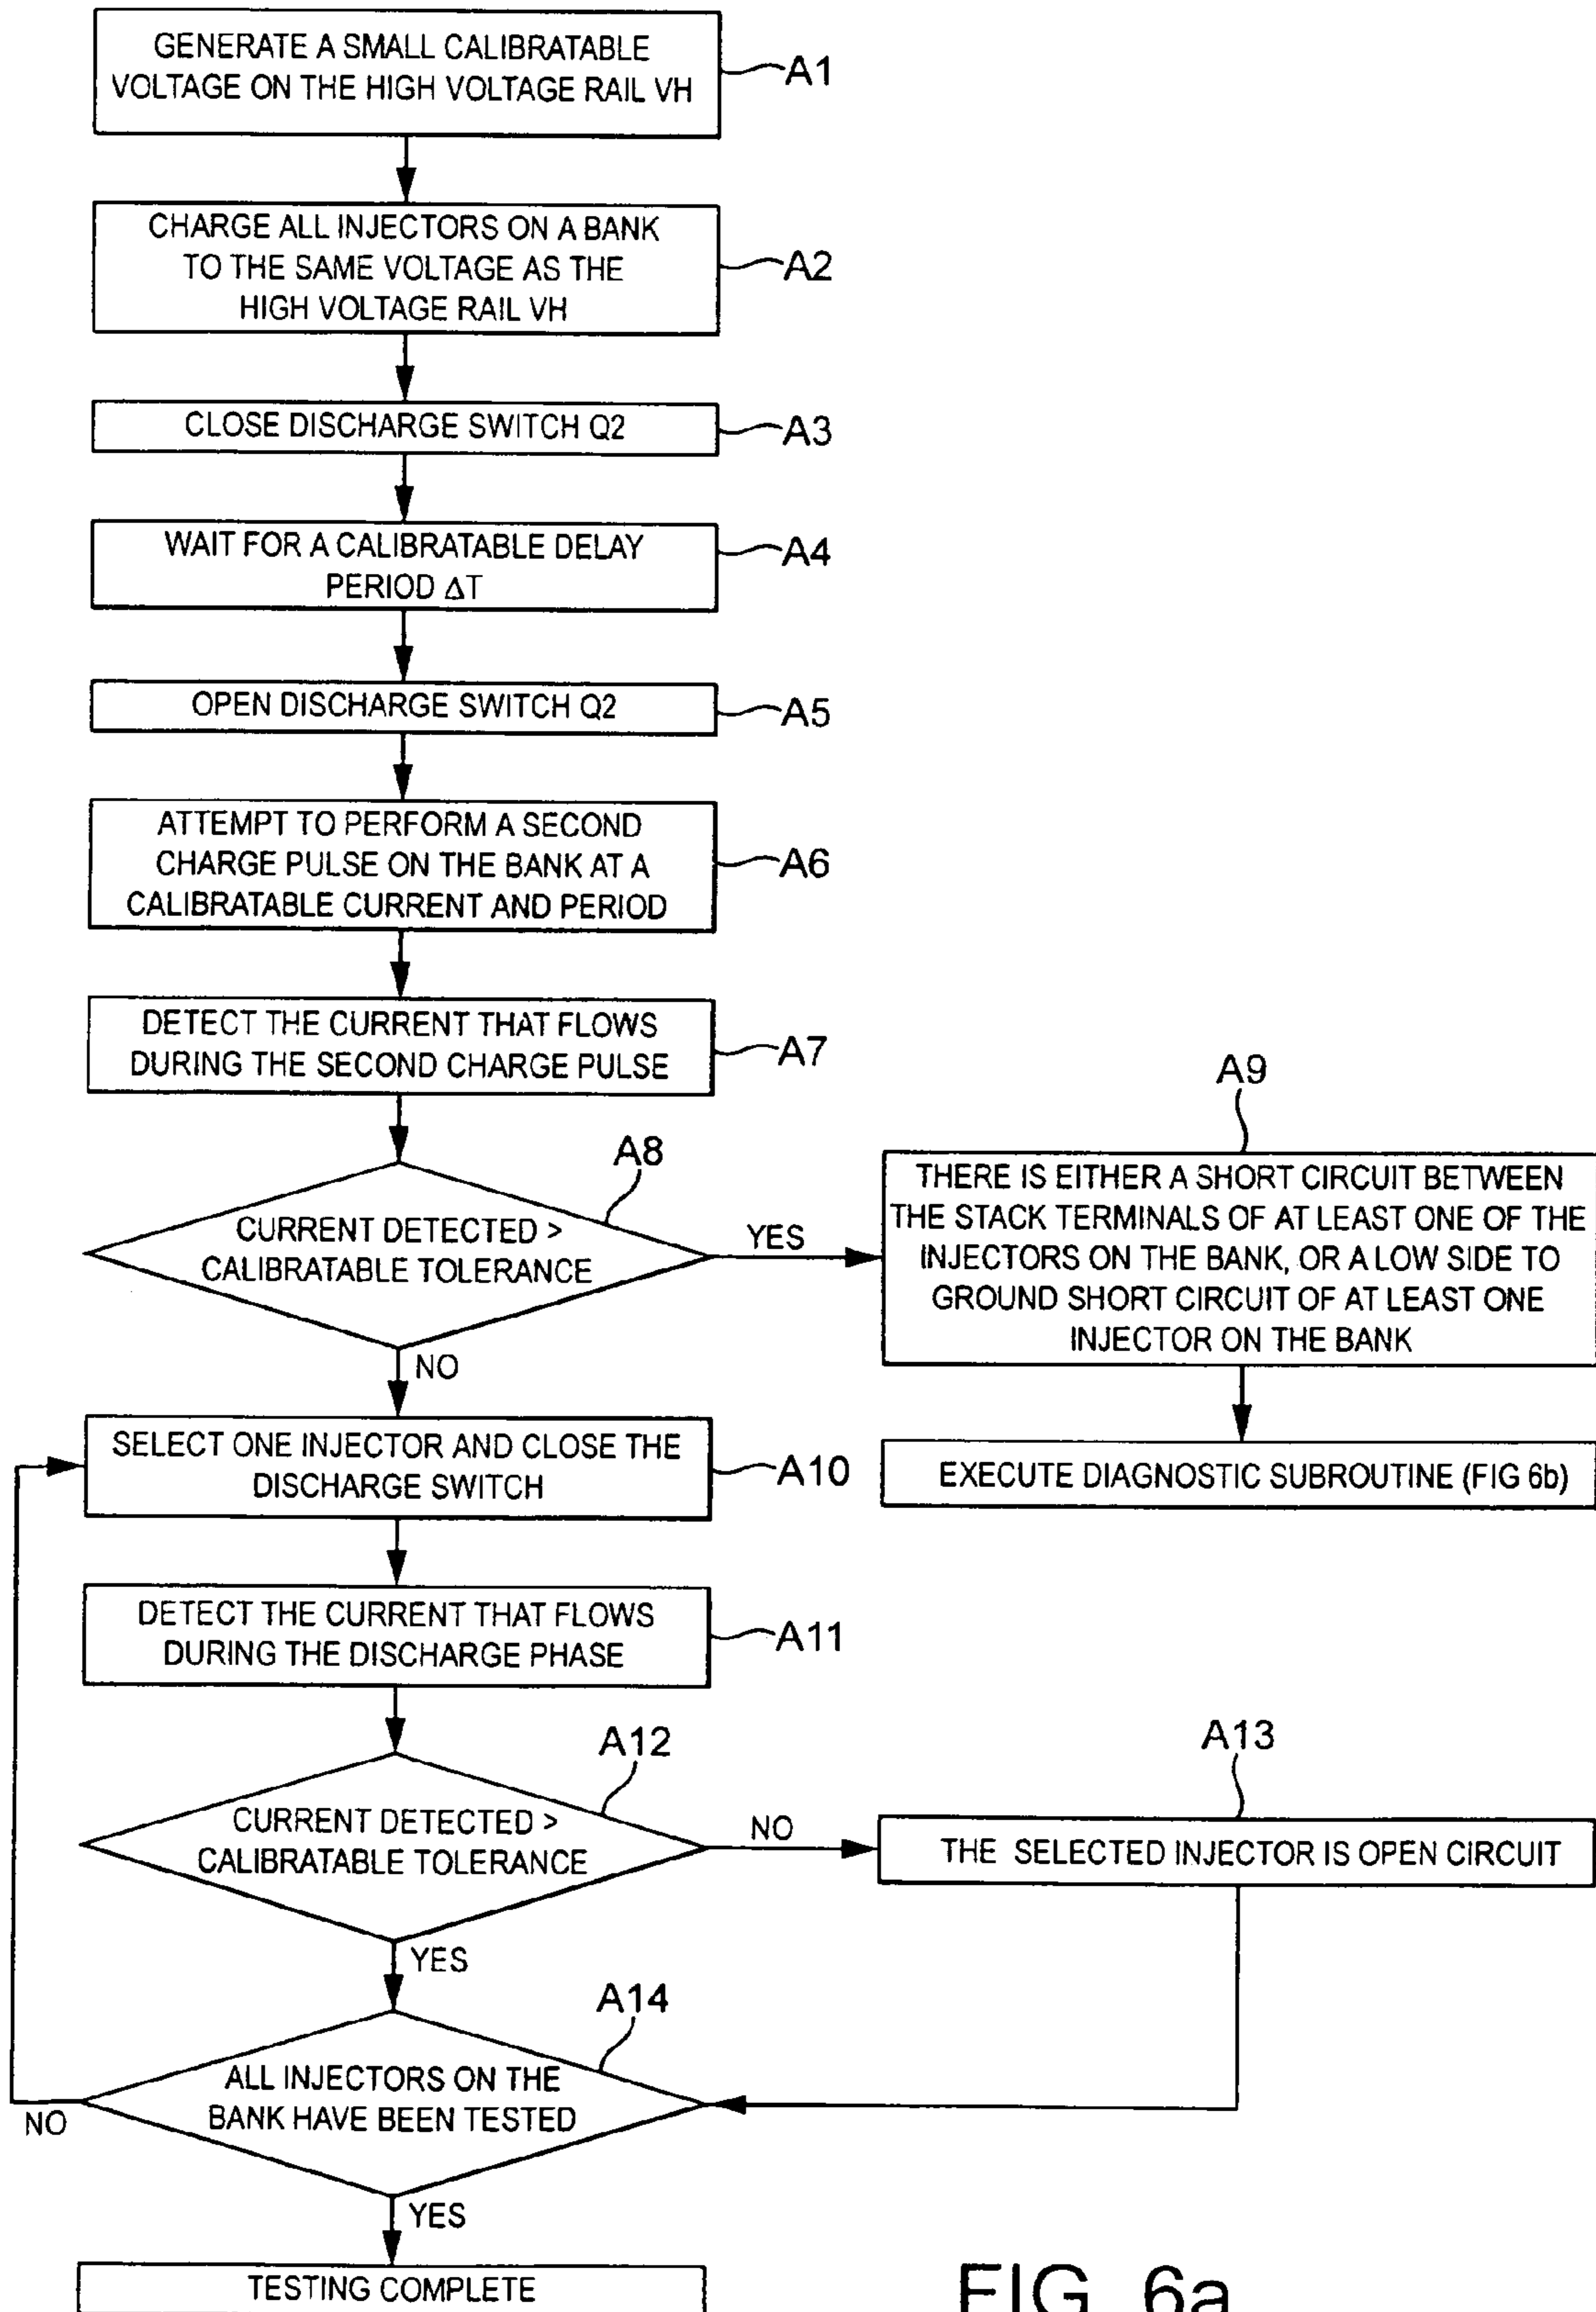 GENERATE A SMALL CALIBRATABLE
VOLTAGE ON THE HIGH VOLTAGE RAIL VH
A1
CHARGE ALL INJECTORS ON A BANK
TO THE SAME VOLTAGE AS THE
HIGH VOLTAGE RAIL VH
A2
CLOSE DISCHARGE SWITCH Q2
A3
WAIT FOR A CALIBRATABLE DELAY
PERIOD ΔT
A4
OPEN DISCHARGE SWITCH Q2
A5
ATTEMPT TO PERFORM A SECOND
CHARGE PULSE ON THE BANK AT A
CALIBRATABLE CURRENT AND PERIOD
A6
DETECT THE CURRENT THAT FLOWS
DURING THE SECOND CHARGE PULSE
A7
A8
CURRENT DETECTED >
CALIBRATABLE TOLERANCE
YES
NO
A9
THERE IS EITHER A SHORT CIRCUIT BETWEEN
THE STACK TERMINALS OF AT LEAST ONE OF THE
INJECTORS ON THE BANK, OR A LOW SIDE TO
GROUND SHORT CIRCUIT OF AT LEAST ONE
INJECTOR ON THE BANK
EXECUTE DIAGNOSTIC SUBROUTINE (FIG 6b)
SELECT ONE INJECTOR AND CLOSE THE
DISCHARGE SWITCH
A10
DETECT THE CURRENT THAT FLOWS
DURING THE DISCHARGE PHASE
A11
A12
CURRENT DETECTED >
CALIBRATABLE TOLERANCE
NO
YES
A13
THE SELECTED INJECTOR IS OPEN CIRCUIT
A14
ALL INJECTORS ON THE
BANK HAVE BEEN TESTED
NO
YES
TESTING COMPLETE
FIG 6a